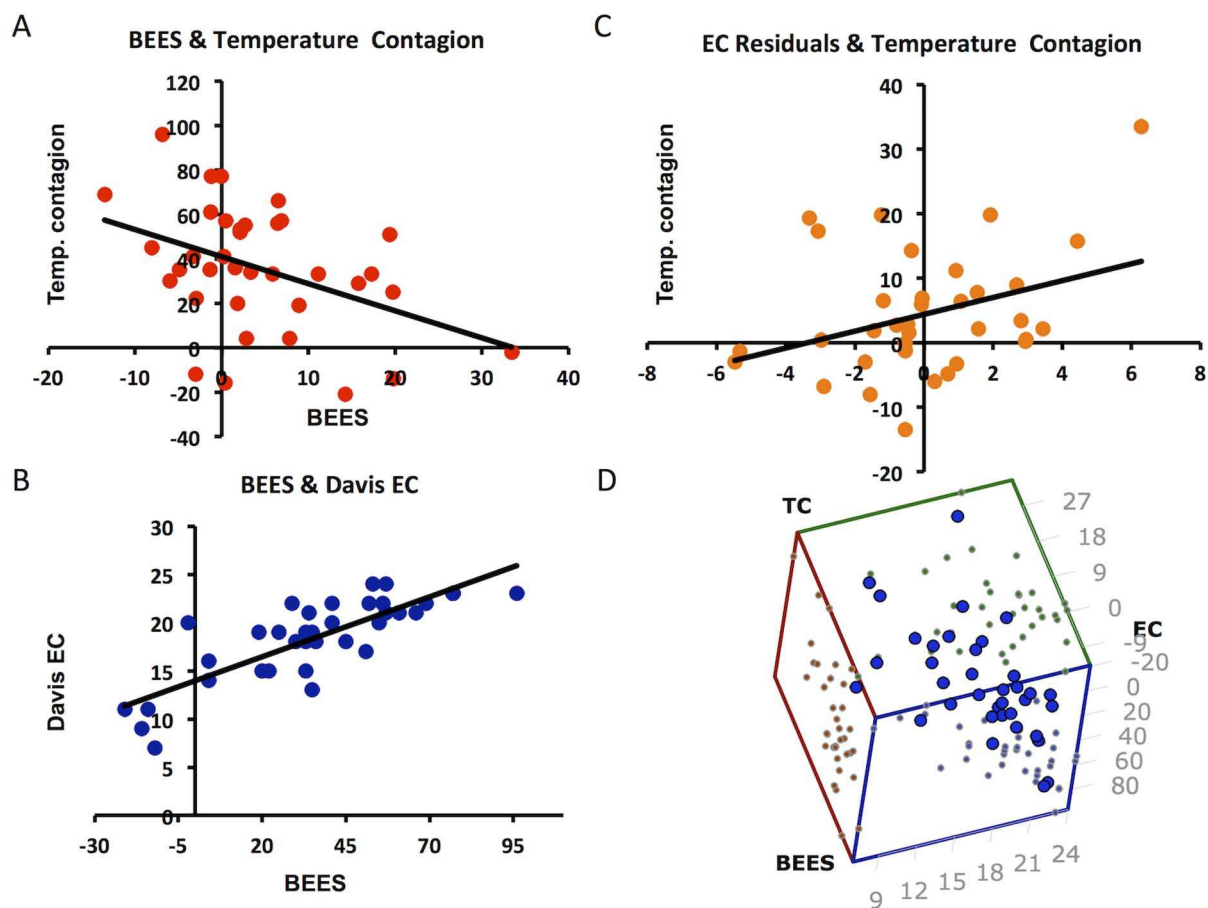 A
BEES & Temperature Contagion
Temp. contagion
120
100
80
60
40
20
0
-20
-40
-20 -10 0 10 20 30 40
BEES
C
EC Residuals & Temperature Contagion
Temp. contagion
40
30
20
10
0
-10
-20
-8 -6 -4 -2 0 2 4 6 8
B
BEES & Davis EC
Davis EC
30
25
20
15
10
5
0
-30 -5 20 45 70 95
BEES
D
TC
27
18
9
0
-9
EC
-20
0
20
40
60
80
BEES
9 12 15 18 21 24